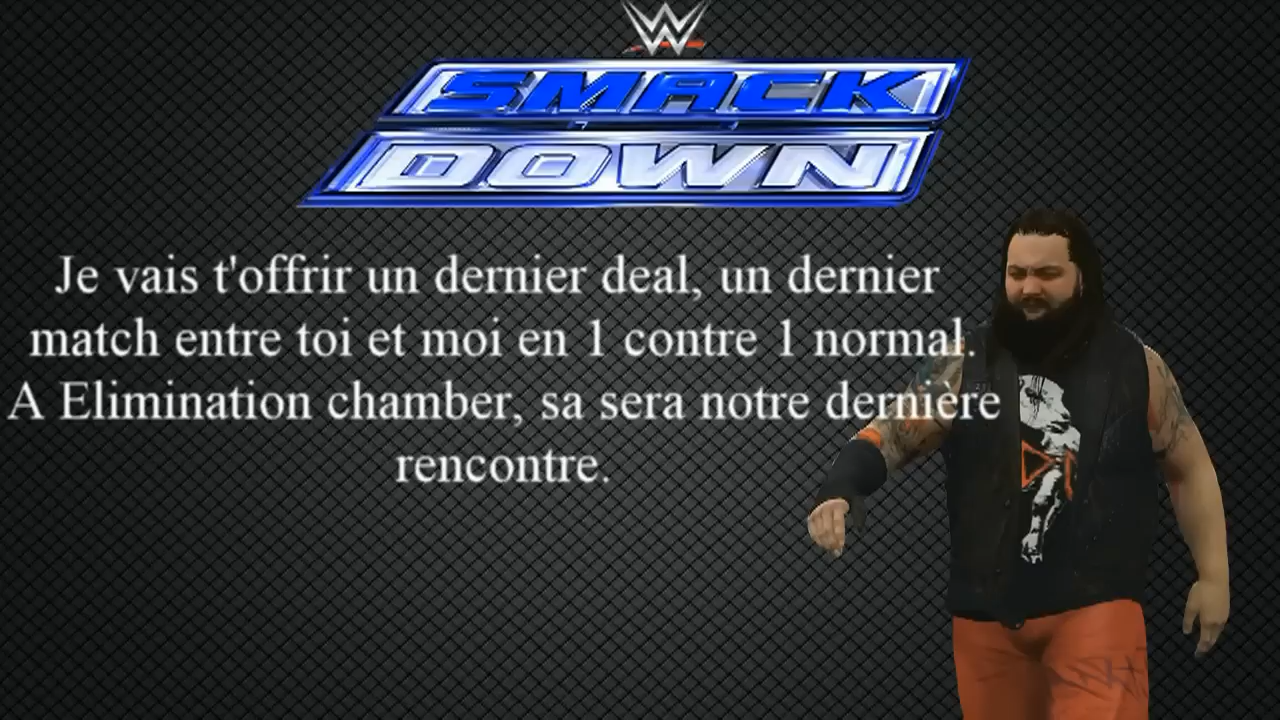 W
SMACK
DOWN
Je vais t'offrir un dernier deal, un dernier
match entre toi et moi en 1 contre 1 normal.
A Elimination chamber, sa sera notre dernière
rencontre.